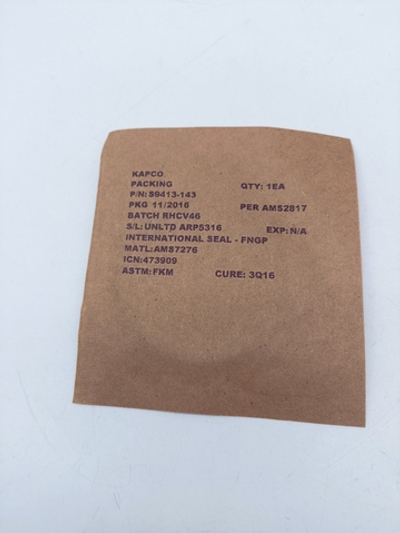 KAPCO
PACKING QTY: 1EA
P/N: S9413-143
PKG 11/2016 PER AMS2817
BATCH RHCV46
S/L: UNLTD ARP5316 EXP: N/A
INTERNATIONAL SEAL - FNGP
MATL: AMS7276
ICN: 473909
ASTM: FKM CURE: 3Q16